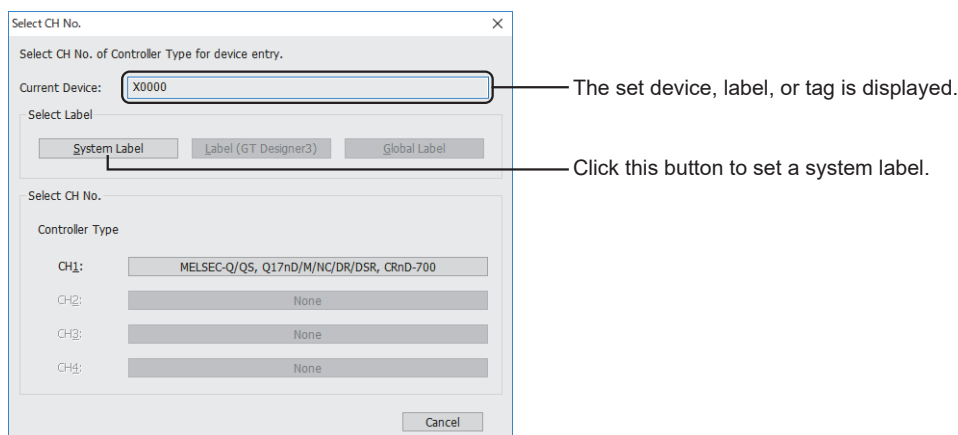 Select CH No.
Select CH No. of Controller Type for device entry.
Current Device: X0000
The set device, label, or tag is displayed.
Select Label
System Label Label (GT Designer3) Global Label
Click this button to set a system label.
Select CH No.
Controller Type
CH1: MELSEC-Q/QS, Q17nD/M/NC/DR/DSR, CRnD-700
CH2: None
CH3: None
CH4: None
Cancel